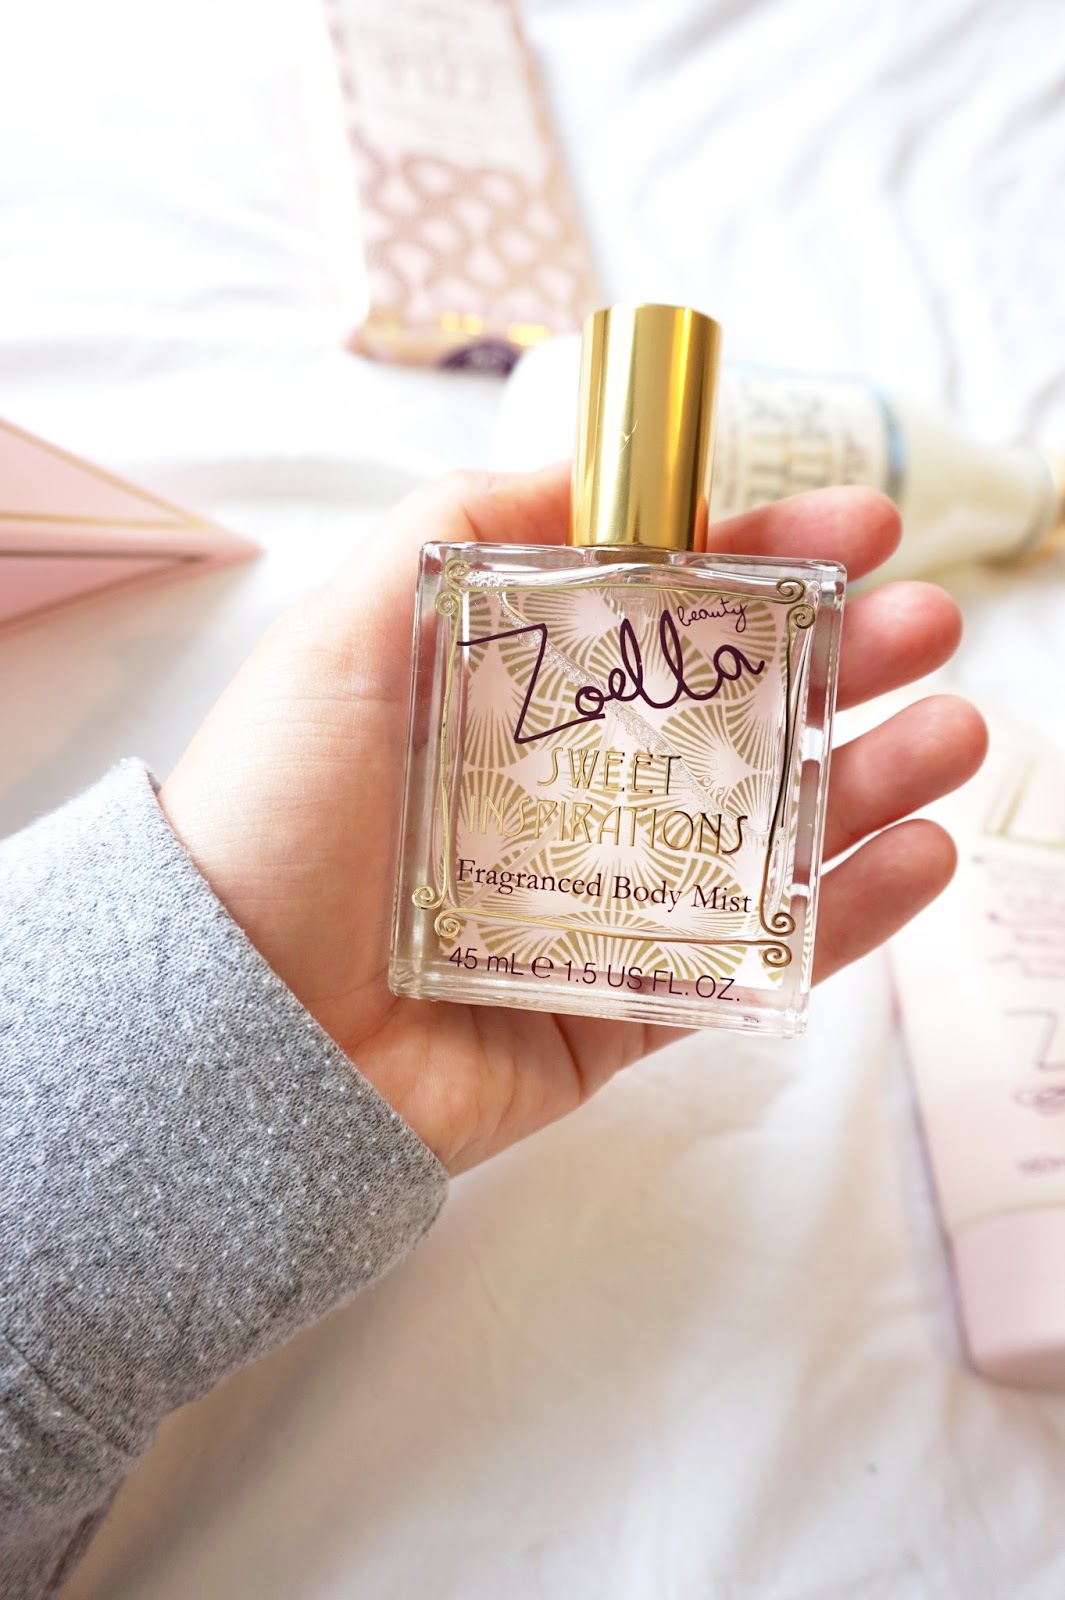 Zoella beauty
SWEET
INSPIRATIONS
Fragranced Body Mist
45 mL ℮ 1.5 US FL. OZ.